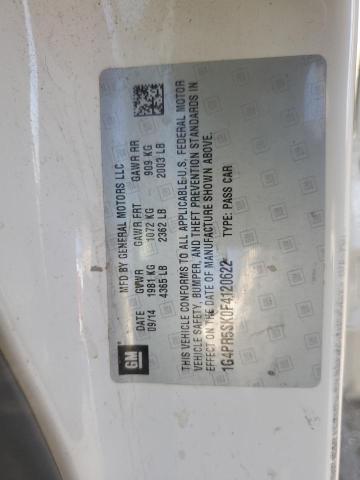 GM
MFD BY GENERAL MOTORS LLC
DATE GVWR GAWR FRT GAWR RR
09/14 1981 KG 1072 KG 909 KG
4365 LB 2362 LB 2003 LB
THIS VEHICLE CONFORMS TO ALL APPLICABLE U.S. FEDERAL MOTOR
VEHICLE SAFETY, BUMPER, AND THEFT PREVENTION STANDARDS IN
EFFECT ON THE DATE OF MANUFACTURE SHOWN ABOVE.
1G4PR5SK0F4120622 TYPE: PASS CAR